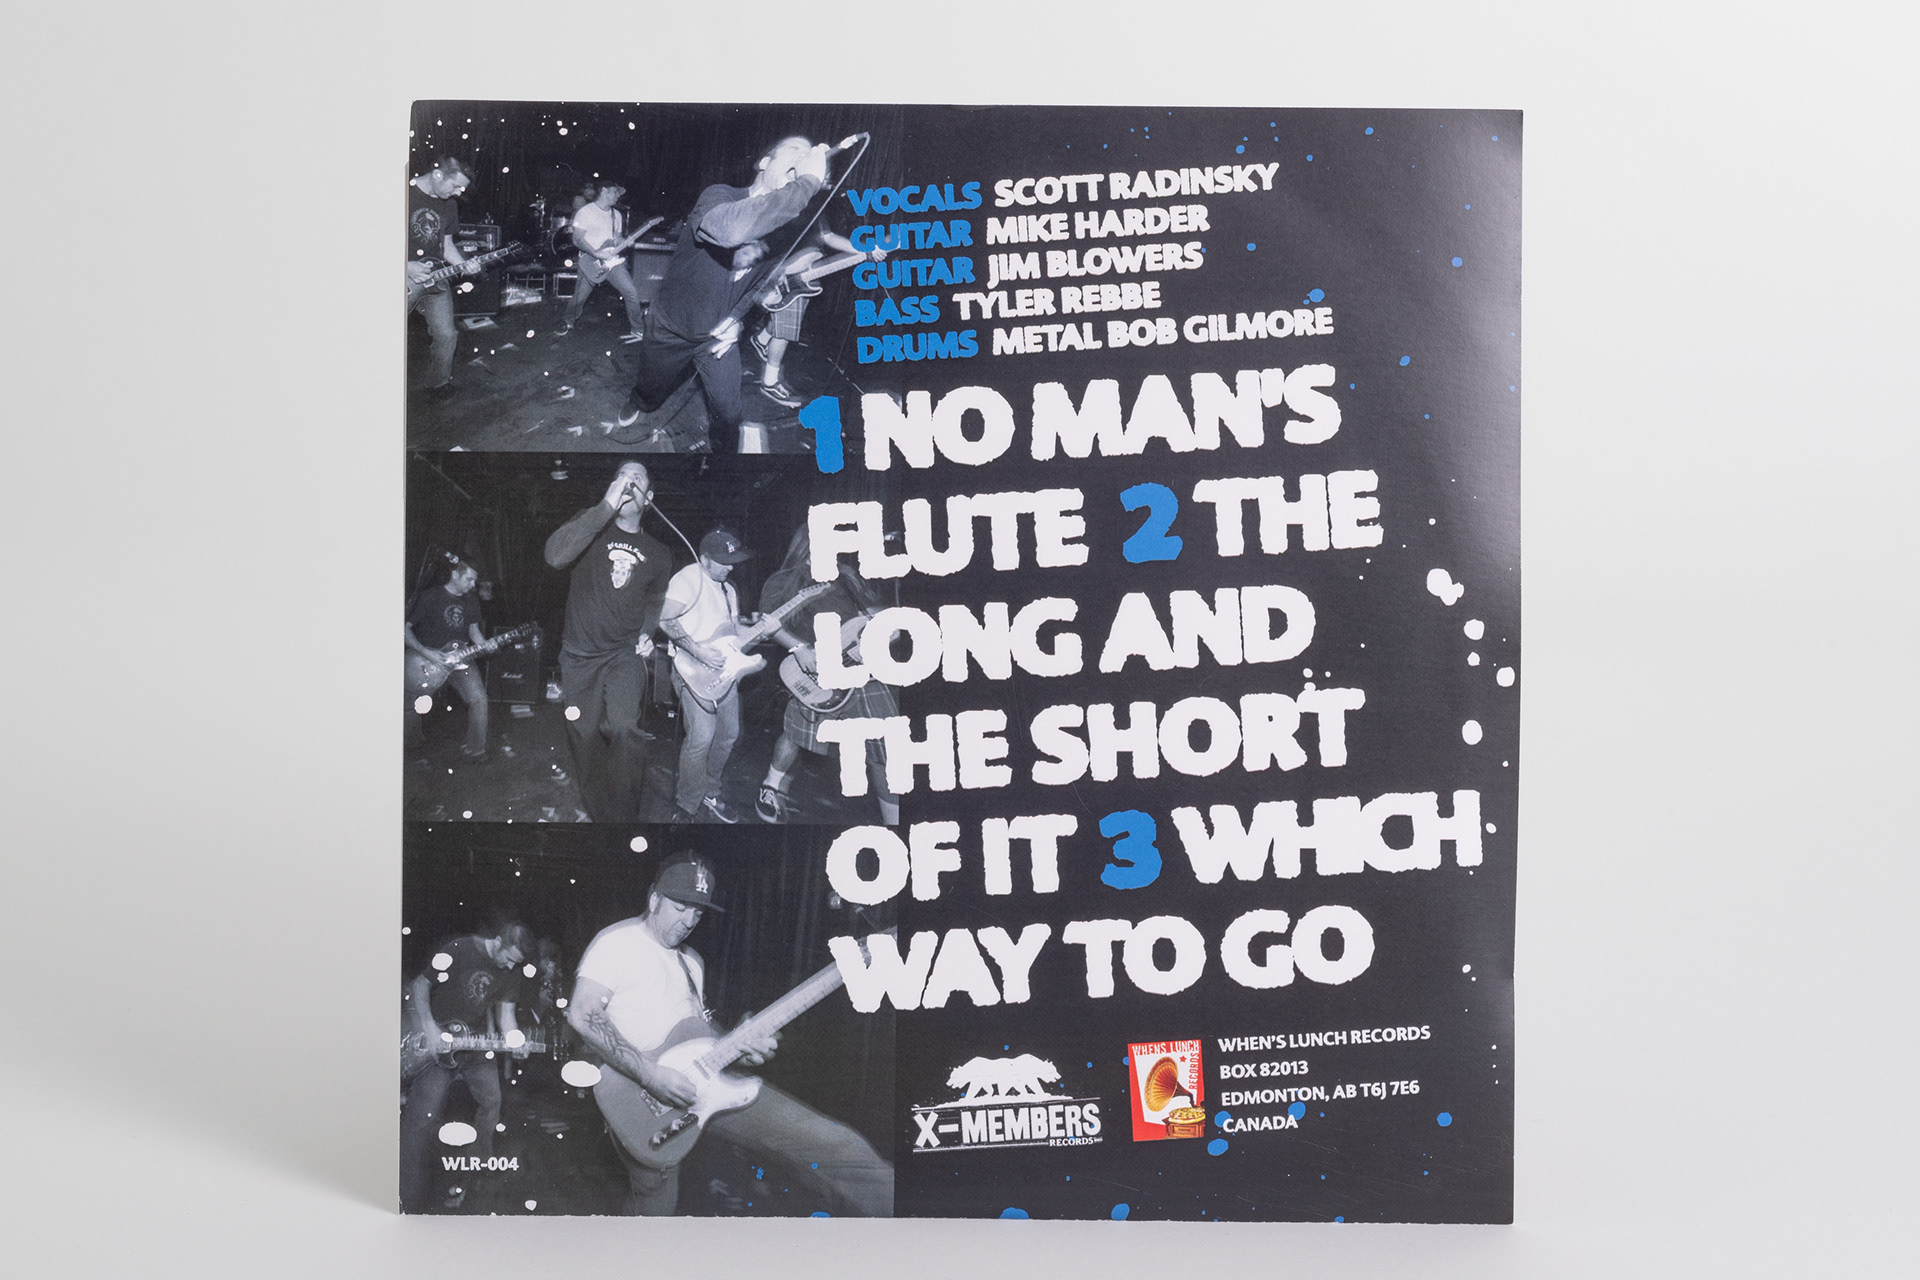 VOCALS SCOTT RADINSKY
GUITAR MIKE HARDER
GUITAR JIM BLOWERS
BASS TYLER REBBE
DRUMS METAL BOB GILMORE
1 NO MAN'S
FLUTE 2 THE
LONG AND
THE SHORT
OF IT 3 WHICH
WAY TO GO
X-MEMBERS
RECORDS
WHENS LUNCH
RECORDS
WHEN'S LUNCH RECORDS
BOX 82013
EDMONTON, AB T6J 7E6
CANADA
WLR-004
LA